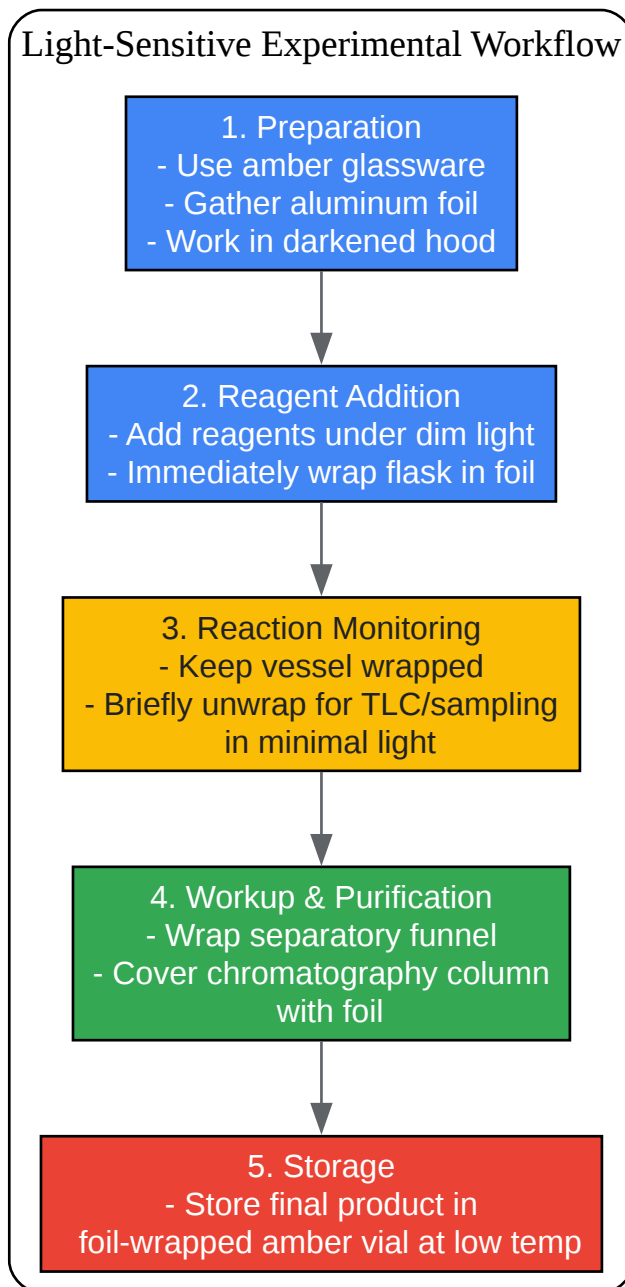 Light-Sensitive Experimental Workflow
1. Preparation
- Use amber glassware
- Gather aluminum foil
- Work in darkened hood
2. Reagent Addition
- Add reagents under dim light
- Immediately wrap flask in foil
3. Reaction Monitoring
- Keep vessel wrapped
- Briefly unwrap for TLC/sampling
in minimal light
4. Workup & Purification
- Wrap separatory funnel
- Cover chromatography column
with foil
5. Storage
- Store final product in
foil-wrapped amber vial at low temp